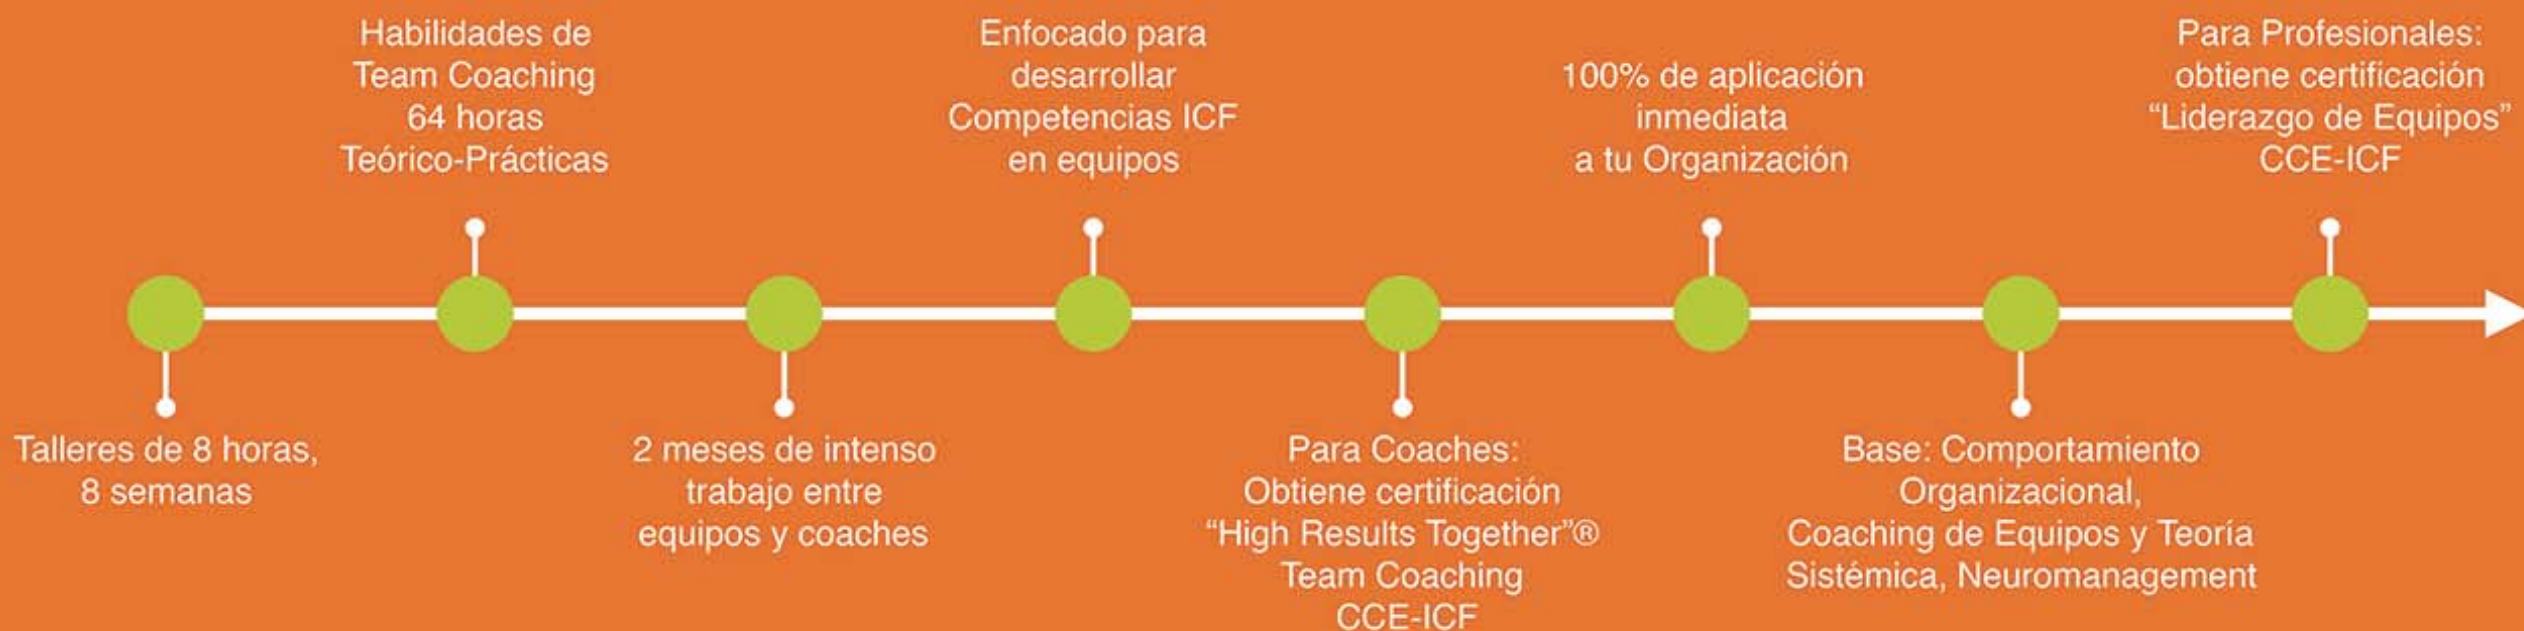 Talleres de 8 horas,
8 semanas
Habilidades de
Team Coaching
64 horas
Teórico-Prácticas
2 meses de intenso
trabajo entre
equipos y coaches
Enfocado para
desarrollar
Competencias ICF
en equipos
Para Coaches:
Obtiene certificación
“High Results Together”®
Team Coaching
CCE-ICF
100% de aplicación
inmediata
a tu Organización
Base: Comportamiento
Organizacional,
Coaching de Equipos y Teoría
Sistémica, Neuromanagement
Para Profesionales:
obtiene certificación
“Liderazgo de Equipos”
CCE-ICF